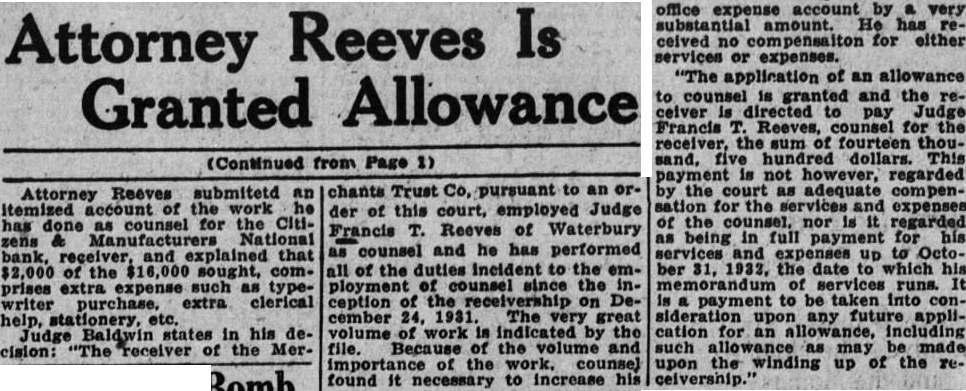 Attorney Reeves Is
Granted Allowance
(Continued from Page 1)
Attorney Reeves submitetd an
itemized account of the work he
has done as counsel for the Citi-
zens & Manufacturers National
bank, receiver, and explained that
$2,000 of the $16,000 sought, com-
prises extra expense such as type-
writer purchase, extra clerical
help, stationery, etc.
Judge Baldwin states in his de-
cision: "The receiver of the Mer-
chants Trust Co, pursuant to an or-
der of this court, employed Judge
Francis T. Reeves of Waterbury
as counsel and he has performed
all of the duties incident to the em-
ployment of counsel since the in-
ception of the receivership on De-
cember 24, 1931. The very great
volume of work is indicated by the
file. Because of the volume and
importance of the work, counsel
found it necessary to increase his
office expense account by a very
substantial amount. He has re-
ceived no compensaiton for either
services or expenses.
"The application of an allowance
to counsel is granted and the re-
ceiver is directed to pay Judge
Francis T. Reeves, counsel for the
receiver, the sum of fourteen thou-
sand, five hundred dollars. This
payment is not however, regarded
by the court as adequate compen-
sation for the services and expenses
of the counsel, nor is it regarded
as being in full payment for his
services and expenses up to Octo-
ber 31, 1932, the date to which his
memorandum of services runs. It
is a payment to be taken into con-
sideration upon any future appli-
cation for an allowance, including
such allowance as may be made
upon the winding up of the re-
ceivership."
Bomb